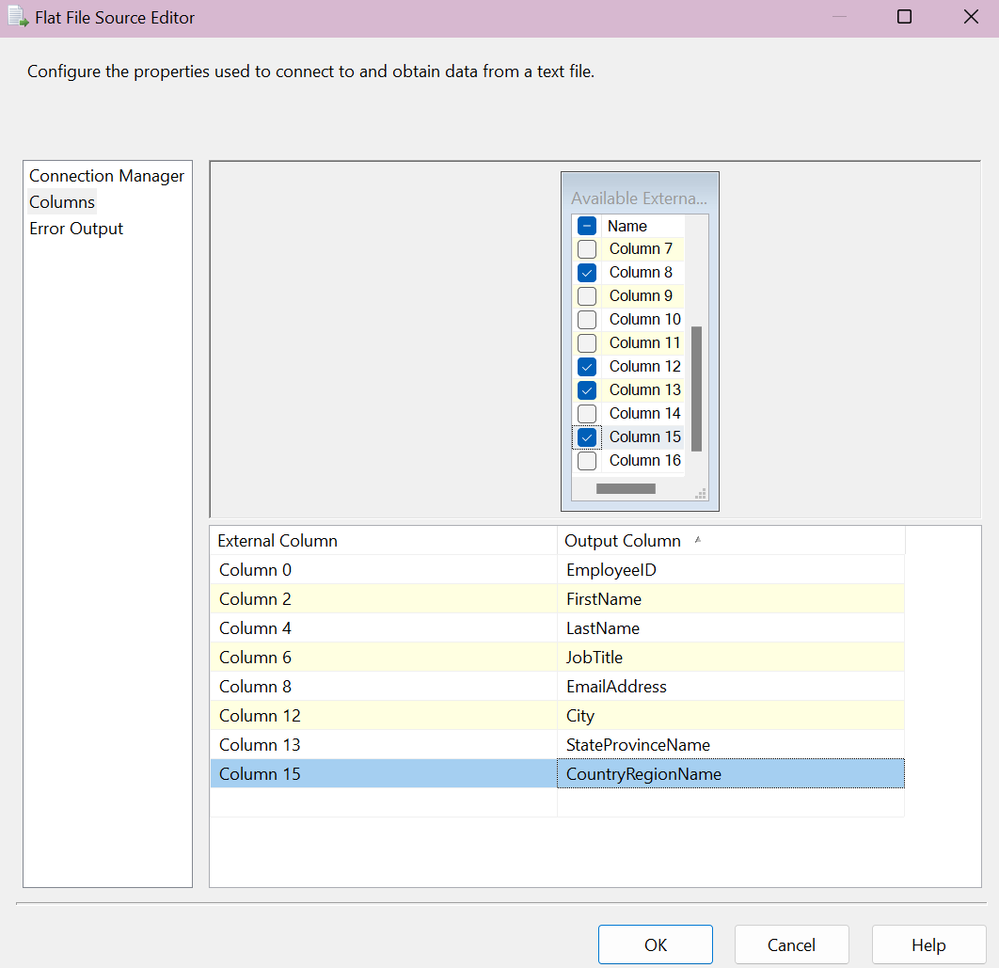 Flat File Source Editor
Configure the properties used to connect to and obtain data from a text file.
Connection Manager
Columns
Error Output
Available Externa...
Name
Column 7
Column 8
Column 9
Column 10
Column 11
Column 12
Column 13
Column 14
Column 15
Column 16
External Column Output Column
Column 0 EmployeeID
Column 2 FirstName
Column 4 LastName
Column 6 JobTitle
Column 8 EmailAddress
Column 12 City
Column 13 StateProvinceName
Column 15 CountryRegionName
OK Cancel Help